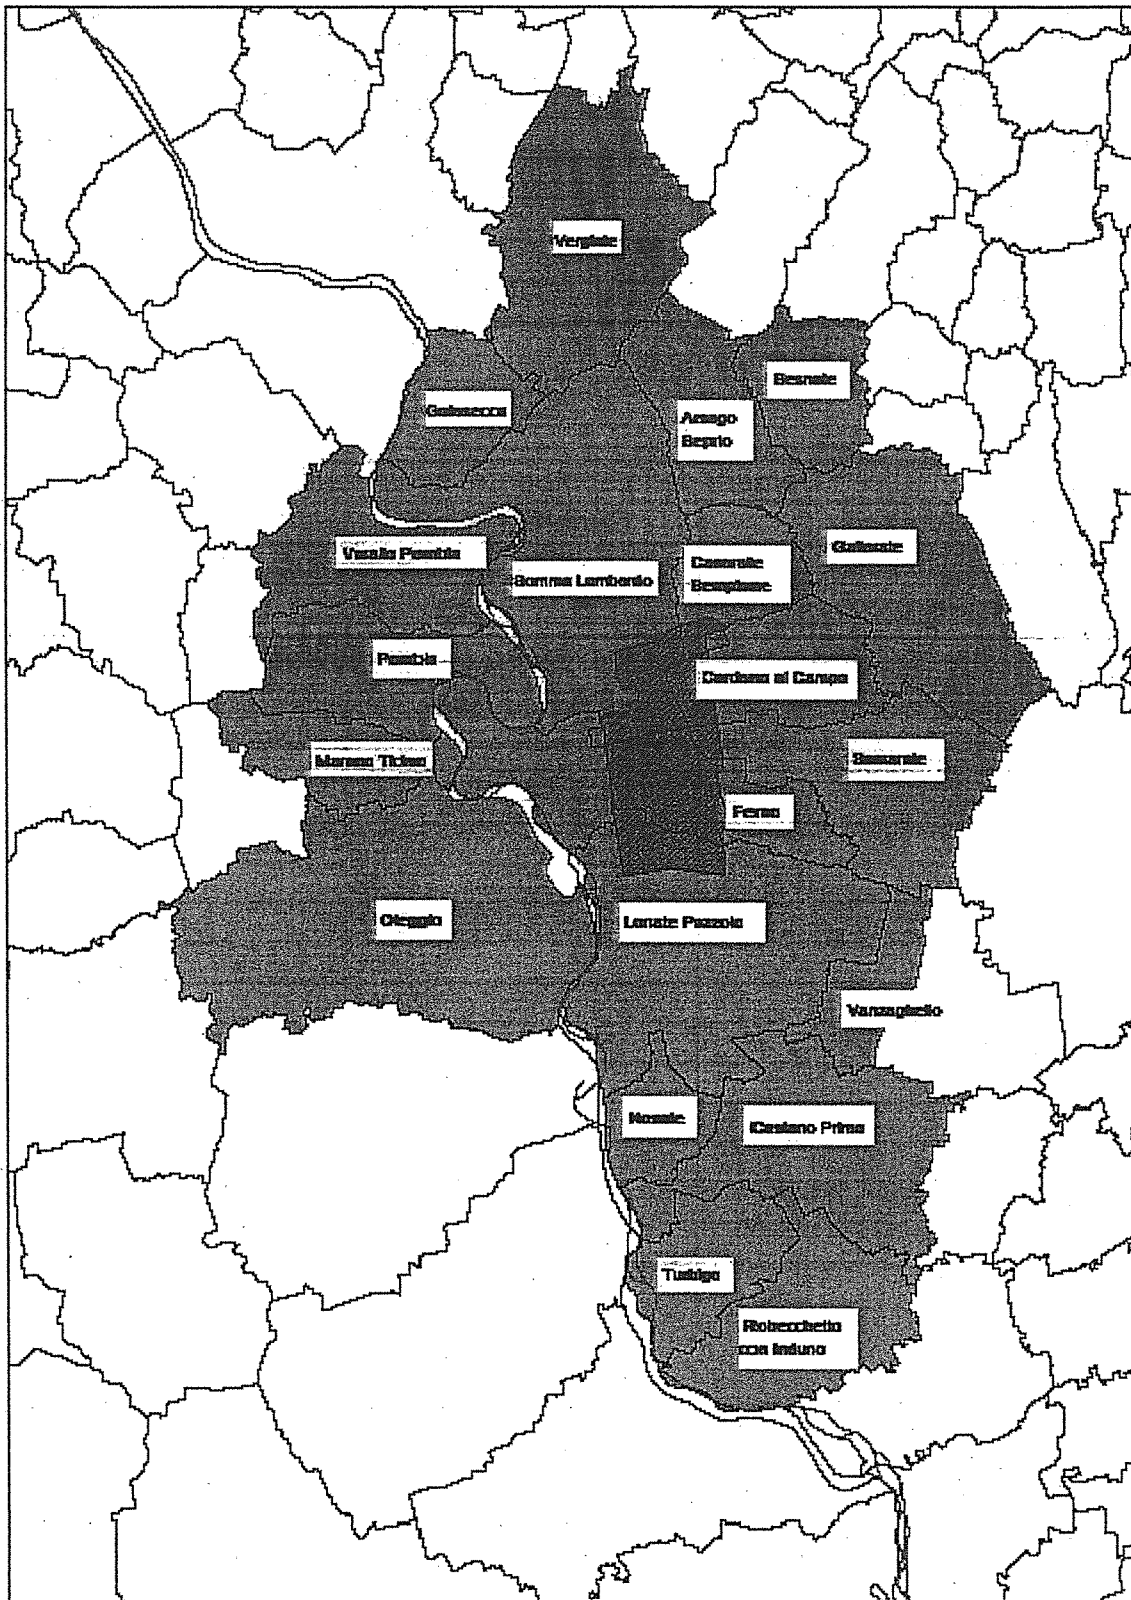 Vergiate
Besnate
Golasecca
Arsago
Seprio
Gallarate
Varallo Pombia
Casorate
Sempione
Somma Lombardo
Pombia
Cardano al Campo
Marano Ticino
Samarate
Ferno
Oleggio
Lonate Pozzolo
Vanzaghello
Nosate
Castano Primo
Turbigo
Robecchetto
con Induno